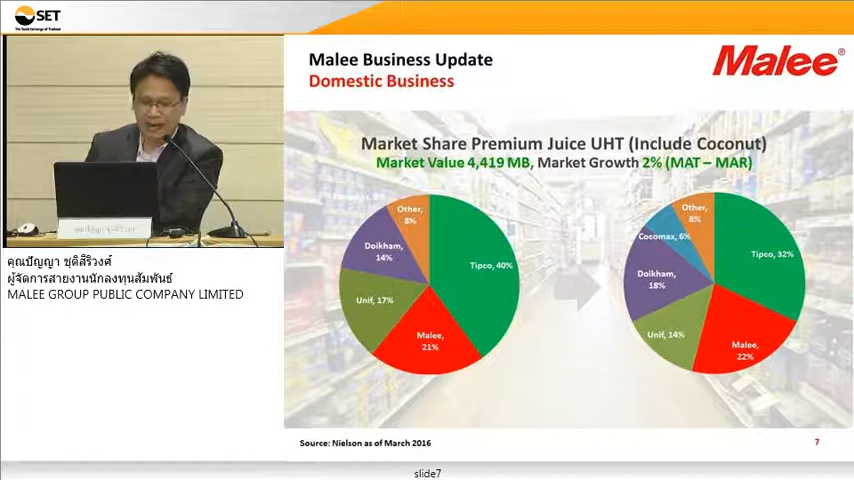 SET
The Stock Exchange of Thailand
Malee Business Update
Domestic Business
Malee®
Market Share Premium Juice UHT (Include Coconut)
Market Value 4,419 MB, Market Growth 2% (MAT – MAR)
Other,
8%
Tipco, 40%
Doikham,
14%
Unif, 17%
Malee,
21%
Other,
8%
Cocomax, 6%
Tipco, 32%
Doikham,
18%
Unif, 14%
Malee,
22%
คุณปัญญา ชุติสิริวงศ์
ผู้จัดการสายงานนักลงทุนสัมพันธ์
MALEE GROUP PUBLIC COMPANY LIMITED
Source: Nielson as of March 2016
7
slide7